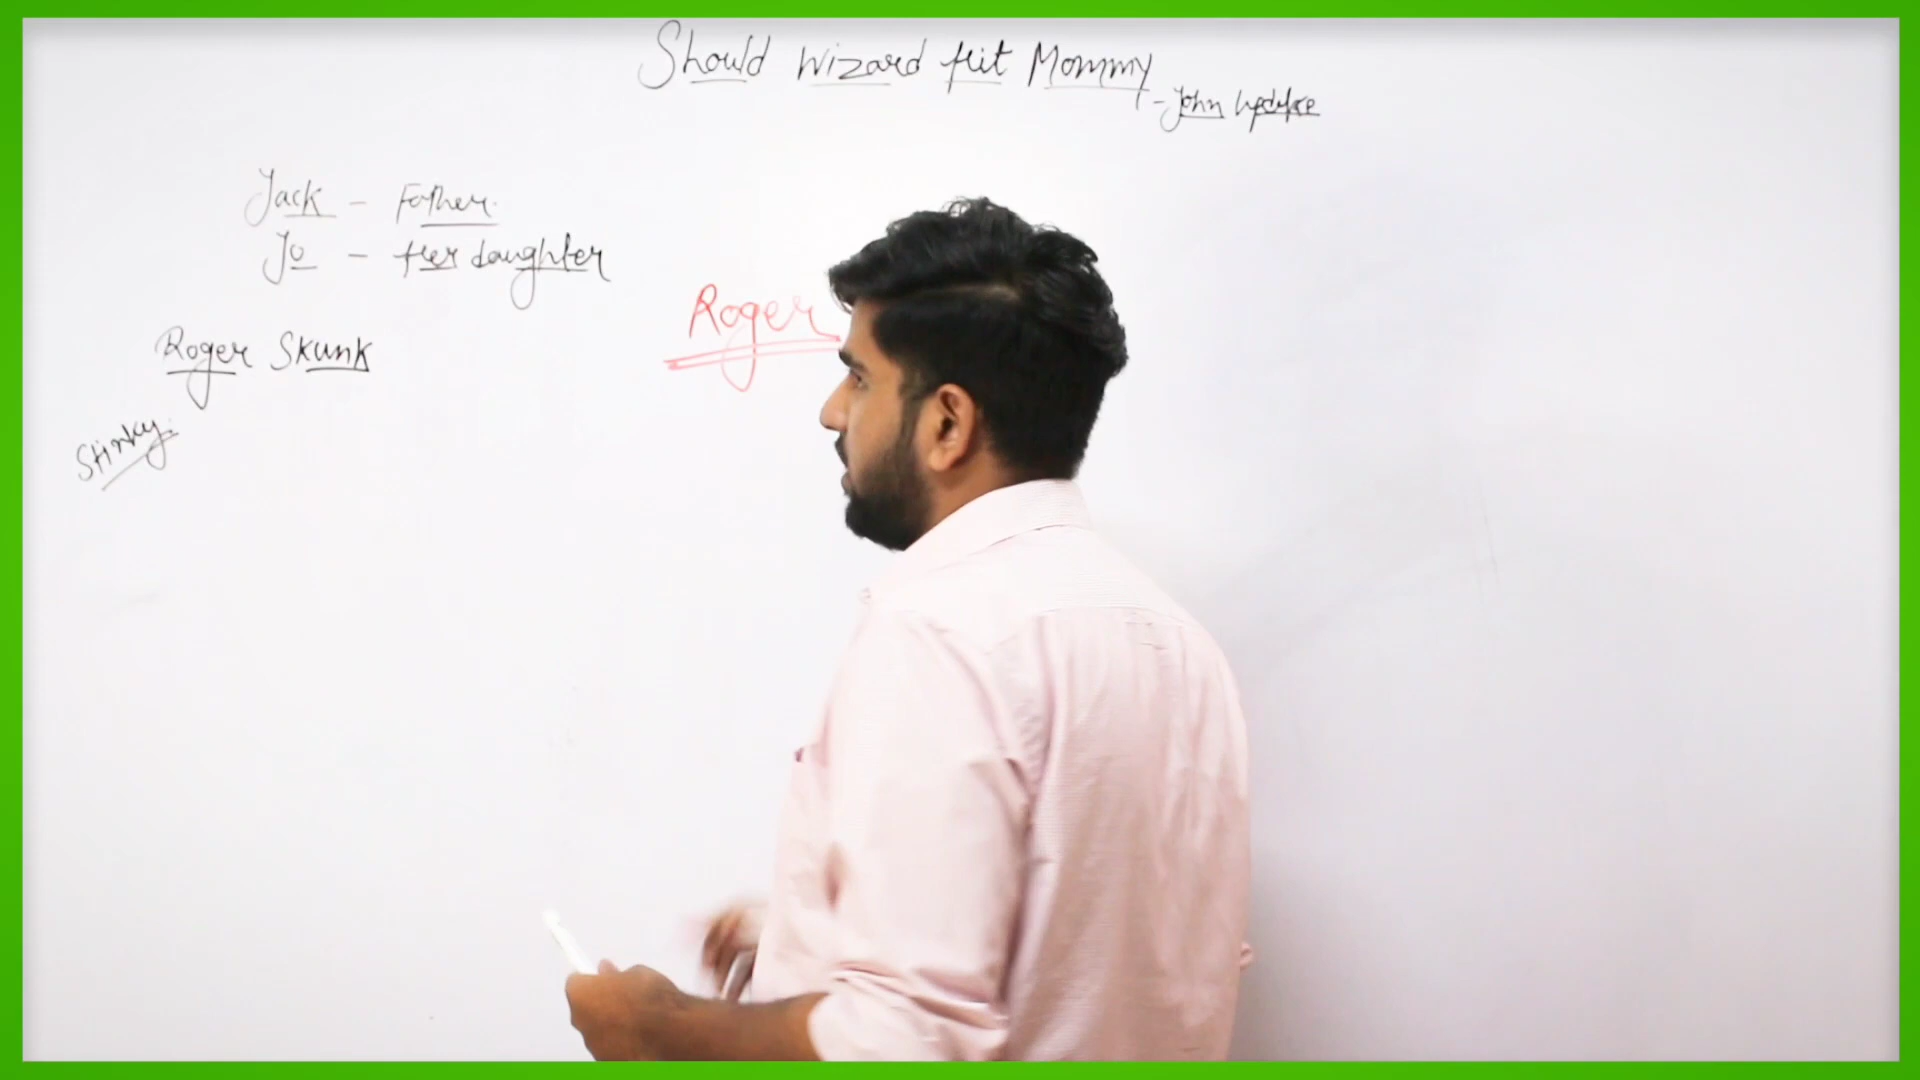 Should Wizard Hit Mommy
- John Updike
Jack - Father.
Jo - Her daughter
Roger
Roger Skunk
Stinky.